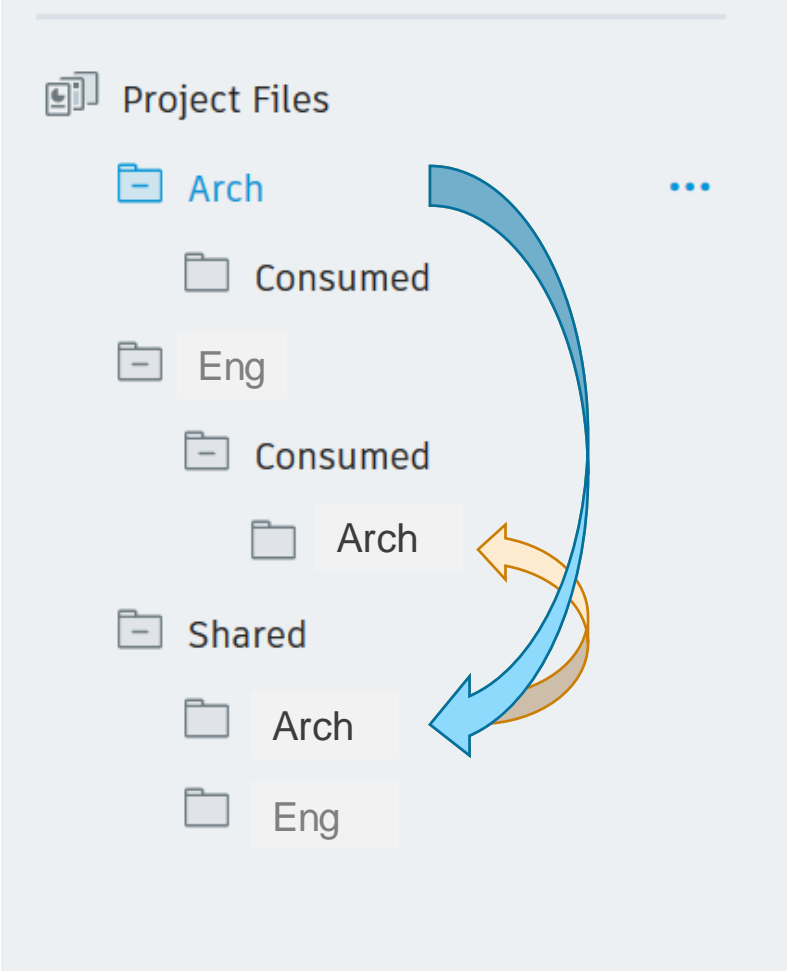 Project Files
Arch
Consumed
Eng
Consumed
Arch
Shared
Arch
Eng